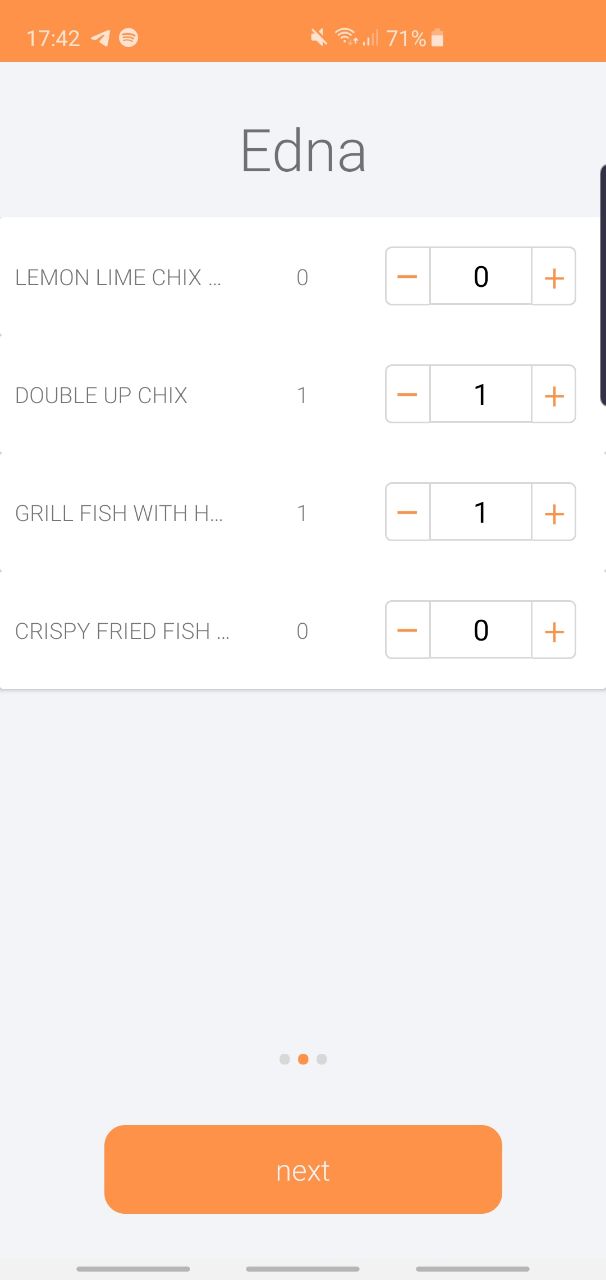 17:42 71%
Edna
LEMON LIME CHIX ... 0 − 0 +
DOUBLE UP CHIX 1 − 1 +
GRILL FISH WITH H... 1 − 1 +
CRISPY FRIED FISH ... 0 − 0 +
next